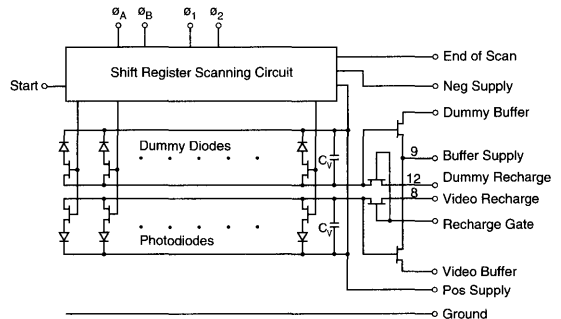 øA øB ø1 ø2
Shift Register Scanning Circuit
Start
End of Scan
Neg Supply
Dummy Buffer
Dummy Diodes
CV
9
Buffer Supply
12
Dummy Recharge
8
Video Recharge
Recharge Gate
CV
Photodiodes
Video Buffer
Pos Supply
Ground